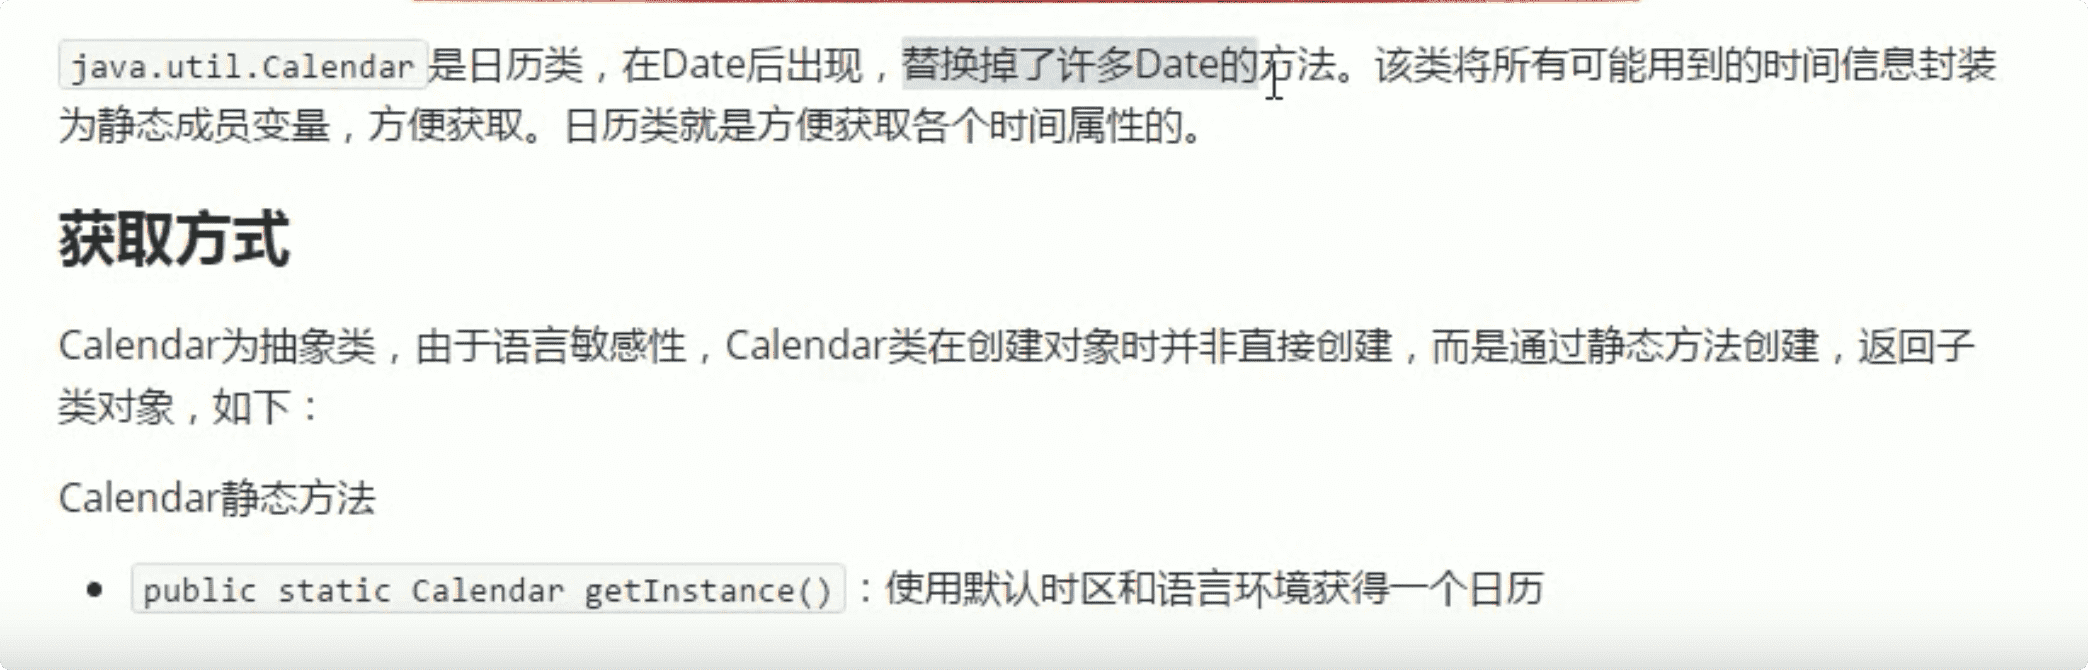 java.util.Calendar是日历类，在Date后出现，替换掉了许多Date的方法。该类将所有可能用到的时间信息封装
为静态成员变量，方便获取。日历类就是方便获取各个时间属性的。
获取方式
Calendar为抽象类，由于语言敏感性，Calendar类在创建对象时并非直接创建，而是通过静态方法创建，返回子
类对象，如下：
Calendar静态方法
• public static Calendar getInstance()：使用默认时区和语言环境获得一个日历